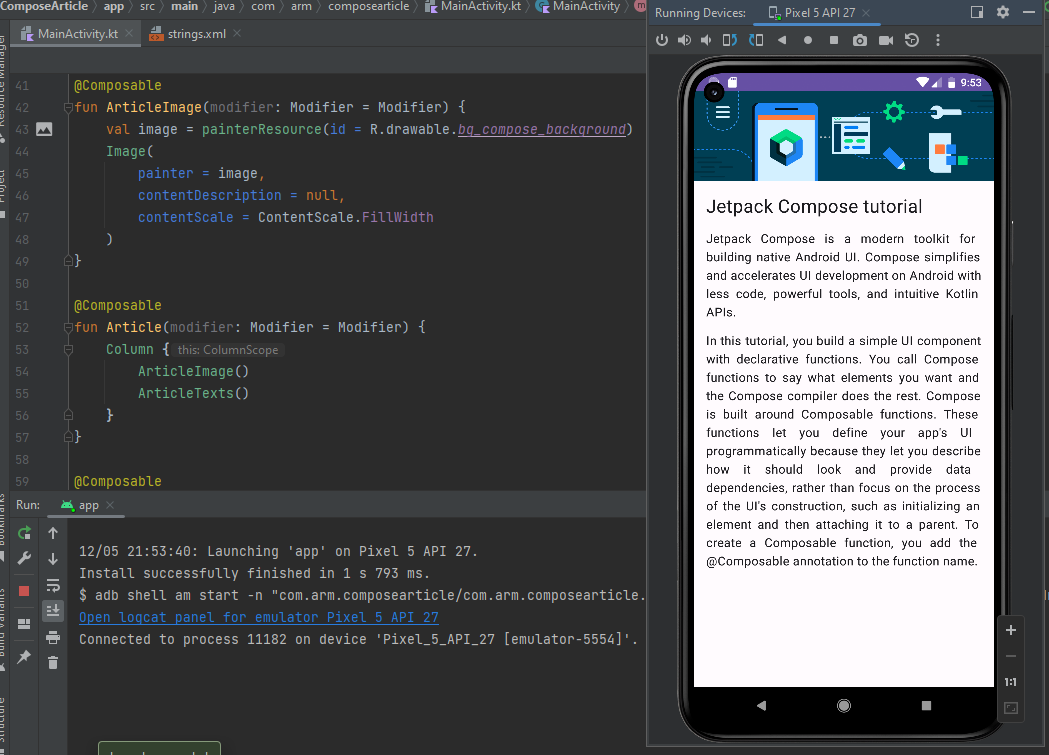 ComposeArticle app src main java com arm composearticle MainActivity.kt MainActivity
MainActivity.kt strings.xml
41 @Composable
42 fun ArticleImage(modifier: Modifier = Modifier) {
43 val image = painterResource(id = R.drawable.bg_compose_background)
44 Image(
45 painter = image,
46 contentDescription = null,
47 contentScale = ContentScale.FillWidth
48 )
49 }
50
51 @Composable
52 fun Article(modifier: Modifier = Modifier) {
53 Column { this: ColumnScope
54 ArticleImage()
55 ArticleTexts()
56 }
57 }
58
59 @Composable
Resource Manager
Project
Bookmarks
Build Variants
Structure
Run: app
12/05 21:53:40: Launching 'app' on Pixel 5 API 27.
Install successfully finished in 1 s 793 ms.
$ adb shell am start -n "com.arm.composearticle/com.arm.composearticle.
Open logcat panel for emulator Pixel 5 API 27
Connected to process 11182 on device 'Pixel_5_API_27 [emulator-5554]'.
Running Devices: Pixel 5 API 27
9:53
Jetpack Compose tutorial
Jetpack Compose is a modern toolkit for
building native Android UI. Compose simplifies
and accelerates UI development on Android with
less code, powerful tools, and intuitive Kotlin
APIs.
In this tutorial, you build a simple UI component
with declarative functions. You call Compose
functions to say what elements you want and
the Compose compiler does the rest. Compose
is built around Composable functions. These
functions let you define your app's UI
programmatically because they let you describe
how it should look and provide data
dependencies, rather than focus on the process
of the UI's construction, such as initializing an
element and then attaching it to a parent. To
create a Composable function, you add the
@Composable annotation to the function name.
1:1